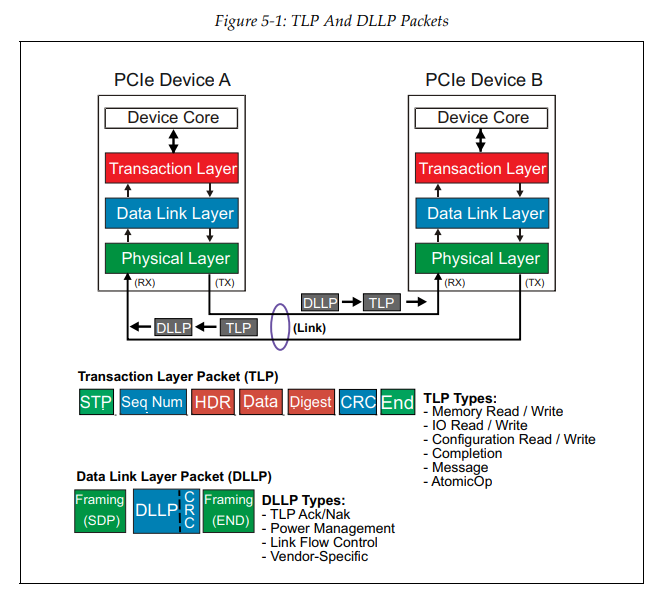 Figure 5-1: TLP And DLLP Packets
PCIe Device A
PCIe Device B
Device Core
Device Core
Transaction Layer
Transaction Layer
Data Link Layer
Data Link Layer
Physical Layer
Physical Layer
(RX) (TX)
(RX) (TX)
DLLP TLP
DLLP TLP
(Link)
Transaction Layer Packet (TLP)
STP Seq Num HDR Data Digest CRC End
TLP Types:
- Memory Read / Write
- IO Read / Write
- Configuration Read / Write
- Completion
- Message
- AtomicOp
Data Link Layer Packet (DLLP)
Framing
(SDP)
DLLP
CRC
Framing
(END)
DLLP Types:
- TLP Ack/Nak
- Power Management
- Link Flow Control
- Vendor-Specific